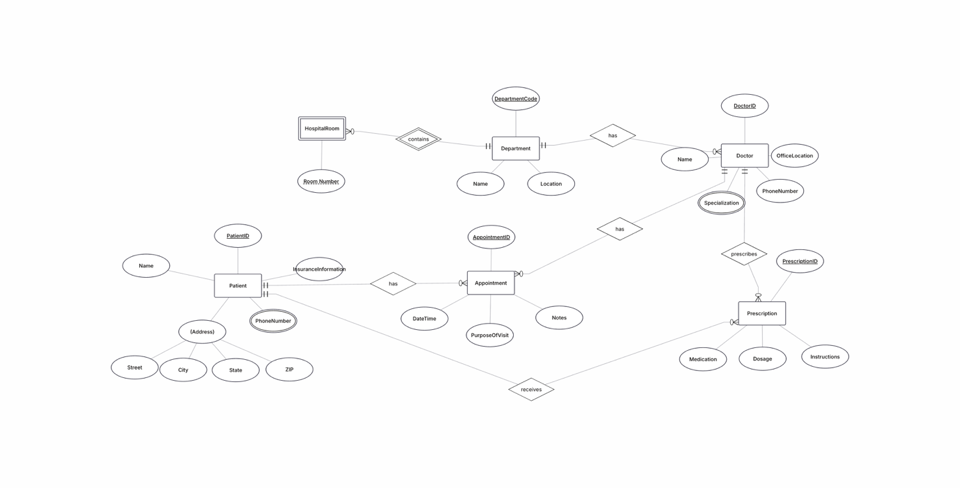 DepartmentCode
DoctorID
HospitalRoom
contains
has
Department
Doctor
Name
OfficeLocation
Room Number
Name
Location
PhoneNumber
Specialization
has
PatientID
AppointmentID
prescribes
PrescriptionID
Name
InsuranceInformation
Patient
has
Appointment
PhoneNumber
DateTime
Notes
Prescription
(Address)
PurposeOfVisit
Medication
Dosage
Instructions
Street
City
State
ZIP
receives